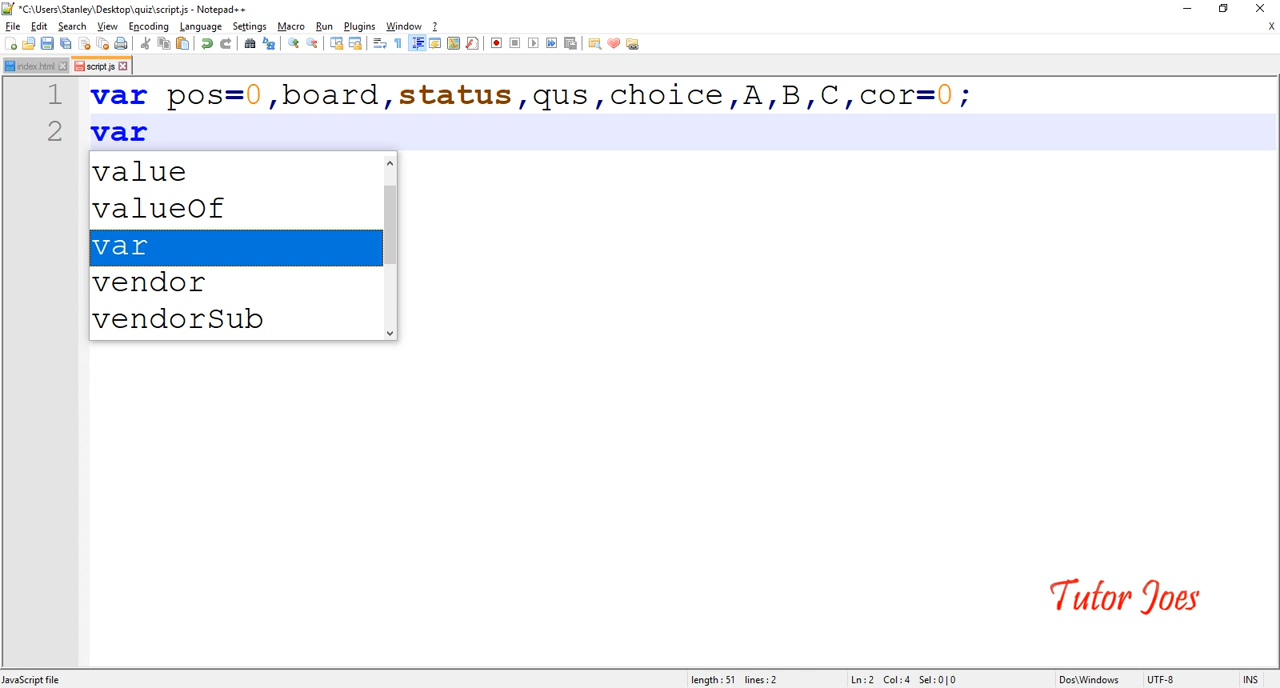 *C:\Users\Stanley\Desktop\quiz\script.js - Notepad++
File Edit Search View Encoding Language Settings Macro Run Plugins Window ?
X
index.html script.js
1 var pos=0,board,status,qus,choice,A,B,C,cor=0;
2 var
value
valueOf
var
vendor
vendorSub
Tutor Joes
JavaScript file length : 51 lines : 2 Ln : 2 Col : 4 Sel : 0 | 0 Dos\Windows UTF-8 INS